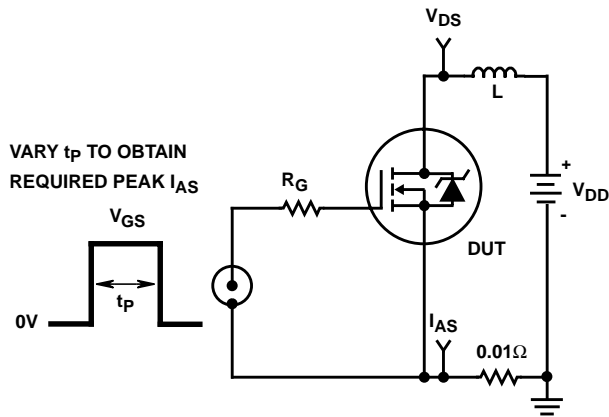 V_DS
L
VARY t_P TO OBTAIN
REQUIRED PEAK I_AS
R_G
+
V_DD
-
V_GS
DUT
t_P
0V
I_AS
0.01Ω